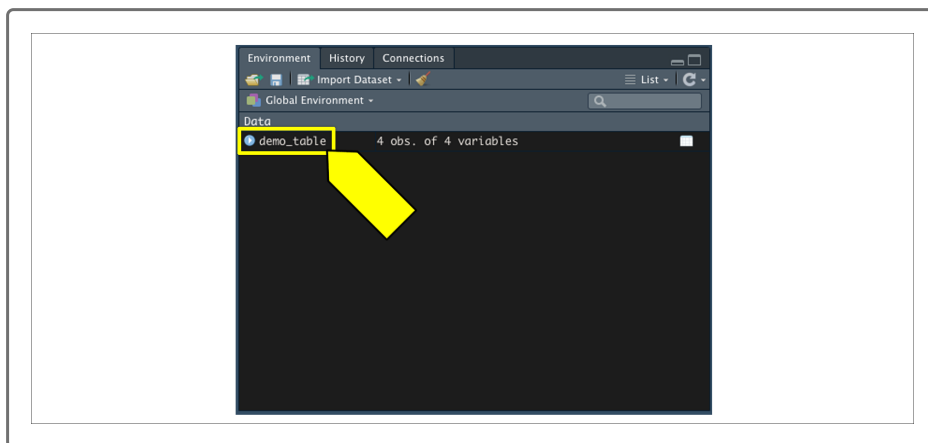 Environment History Connections
Import Dataset List
Global Environment
Data
demo_table 4 obs. of 4 variables